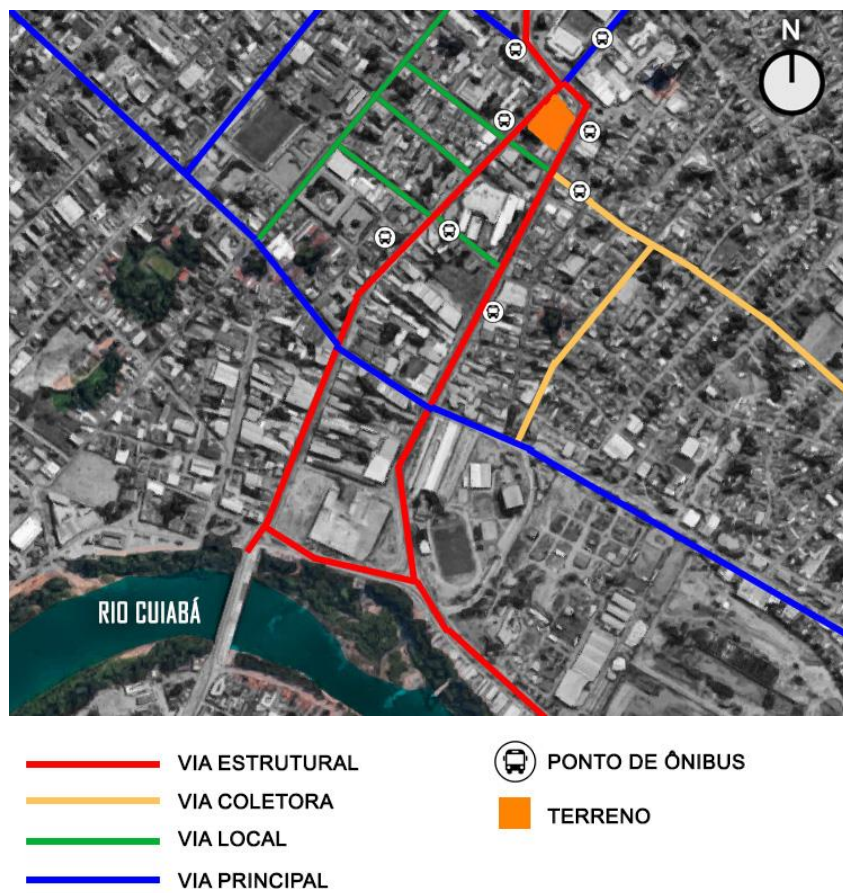 N
RIO CUIABÁ
VIA ESTRUTURAL
VIA COLETORA
VIA LOCAL
VIA PRINCIPAL
PONTO DE ÔNIBUS
TERRENO